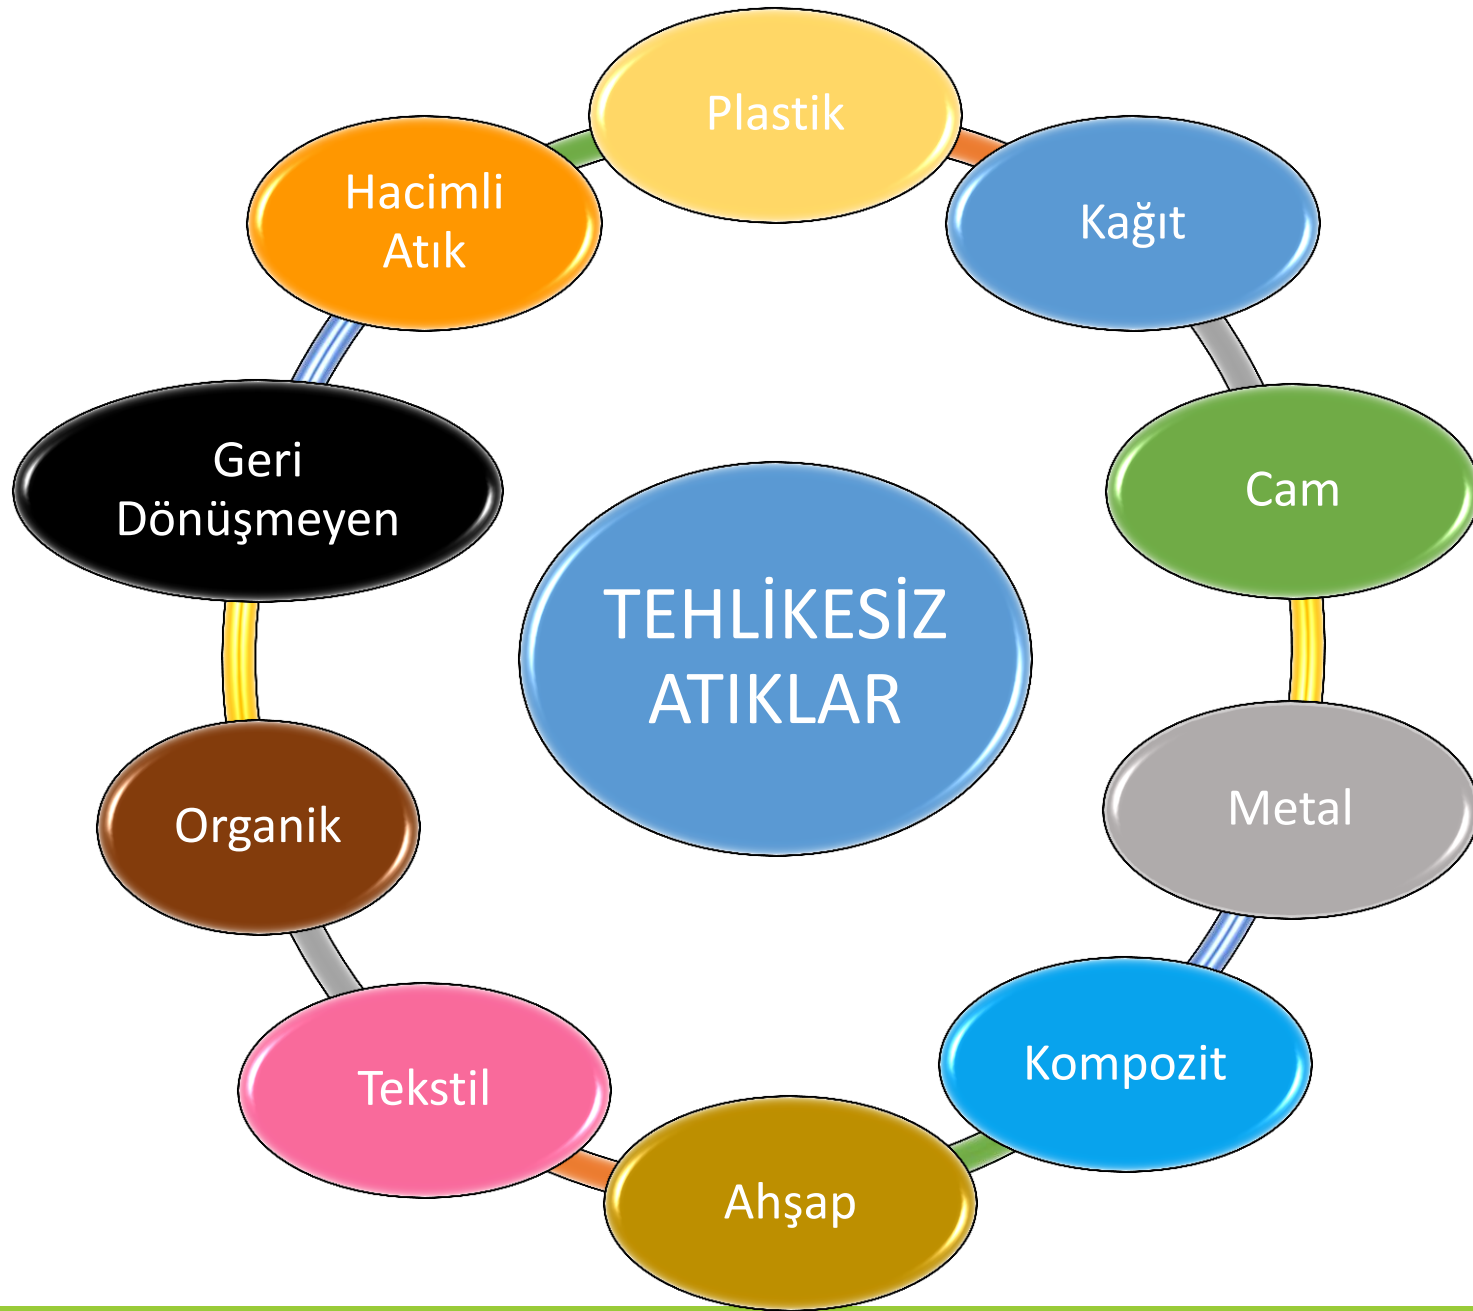 Plastik
Kağıt
Cam
Metal
Kompozit
Ahşap
Tekstil
Organik
Geri
Dönüşmeyen
Hacimli
Atık
TEHLİKESİZ
ATIKLAR